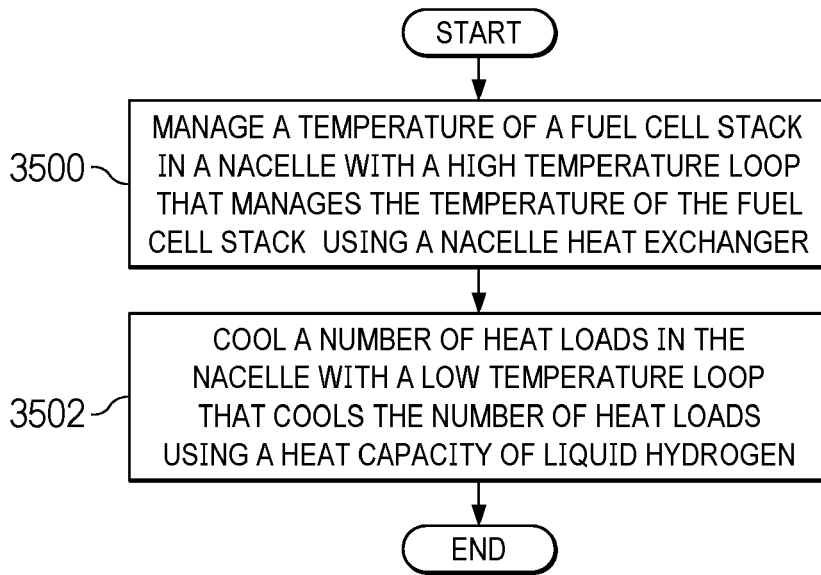 START
3500
MANAGE A TEMPERATURE OF A FUEL CELL STACK
IN A NACELLE WITH A HIGH TEMPERATURE LOOP
THAT MANAGES THE TEMPERATURE OF THE FUEL
CELL STACK USING A NACELLE HEAT EXCHANGER
3502
COOL A NUMBER OF HEAT LOADS IN THE
NACELLE WITH A LOW TEMPERATURE LOOP
THAT COOLS THE NUMBER OF HEAT LOADS
USING A HEAT CAPACITY OF LIQUID HYDROGEN
END